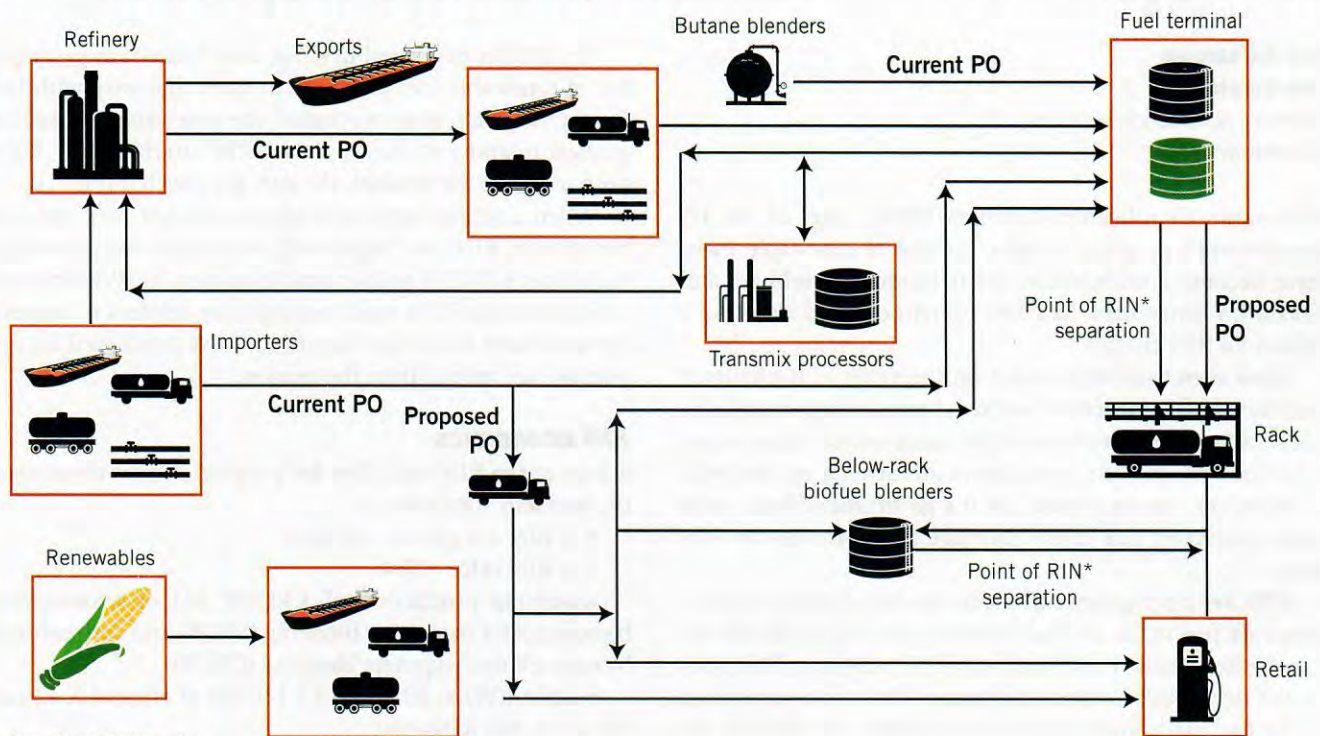 Refinery
Exports
Butane blenders
Fuel terminal
Current PO
Current PO
Transmix processors
Point of RIN*
separation
Proposed
PO
Importers
Current PO
Proposed
PO
Rack
Below-rack
biofuel blenders
Renewables
Point of RIN*
separation
Retail